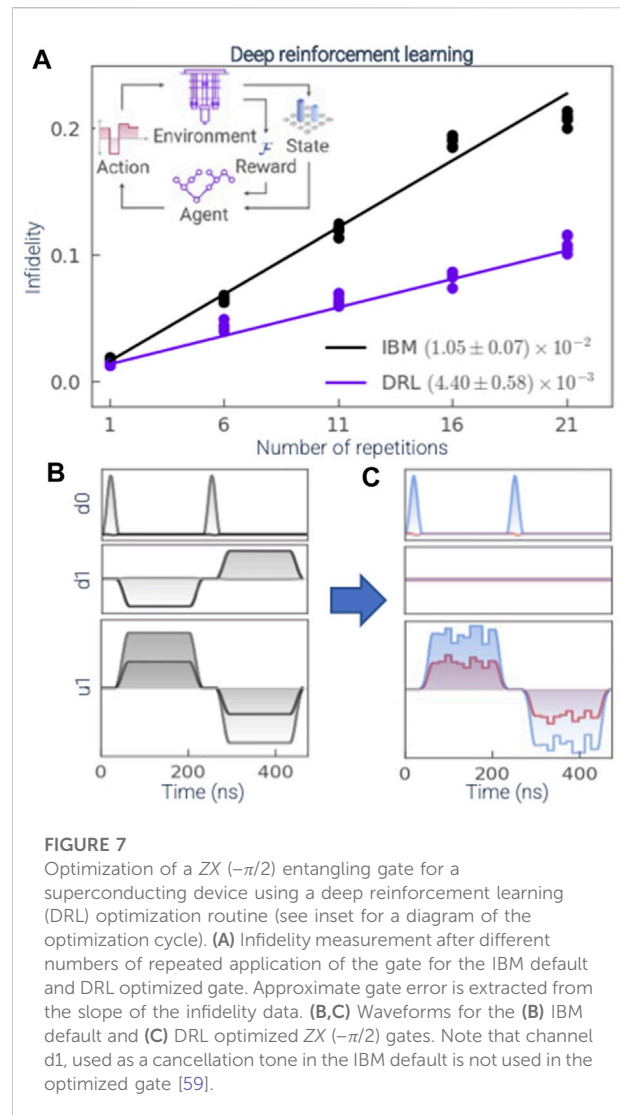 Deep reinforcement learning
A
Environment
State
Action
F
Reward
Agent
Infidelity
0.2
0.1
0.0
IBM (1.05 ± 0.07) × 10⁻²
DRL (4.40 ± 0.58) × 10⁻³
1 6 11 16 21
Number of repetitions
B C
d0
d1
u1
0 200 400 0 200 400
Time (ns) Time (ns)
FIGURE 7
Optimization of a ZX (−π/2) entangling gate for a
superconducting device using a deep reinforcement learning
(DRL) optimization routine (see inset for a diagram of the
optimization cycle). (A) Infidelity measurement after different
numbers of repeated application of the gate for the IBM default
and DRL optimized gate. Approximate gate error is extracted from
the slope of the infidelity data. (B,C) Waveforms for the (B) IBM
default and (C) DRL optimized ZX (−π/2) gates. Note that channel
d1, used as a cancellation tone in the IBM default is not used in the
optimized gate [59].